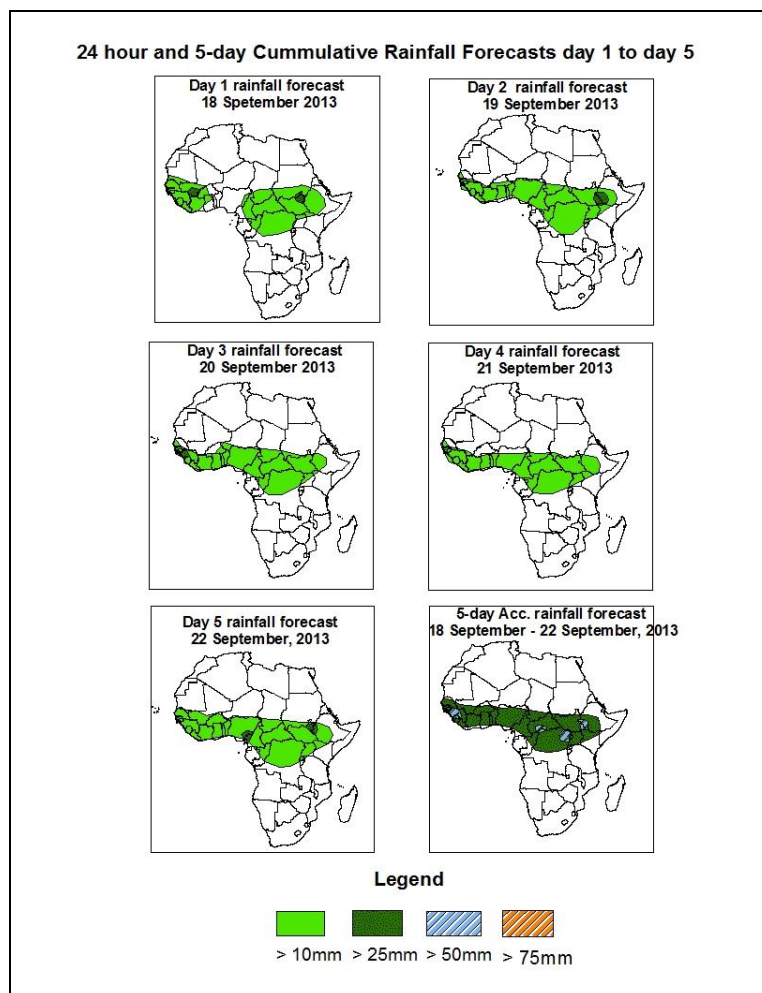 24 hour and 5-day Cummulative Rainfall Forecasts day 1 to day 5
Day 1 rainfall forecast
18 Spetember 2013
Day 2 rainfall forecast
19 September 2013
Day 3 rainfall forecast
20 September 2013
Day 4 rainfall forecast
21 September 2013
Day 5 rainfall forecast
22 September, 2013
5-day Acc. rainfall forecast
18 September - 22 September, 2013
Legend
> 10mm > 25mm > 50mm > 75mm